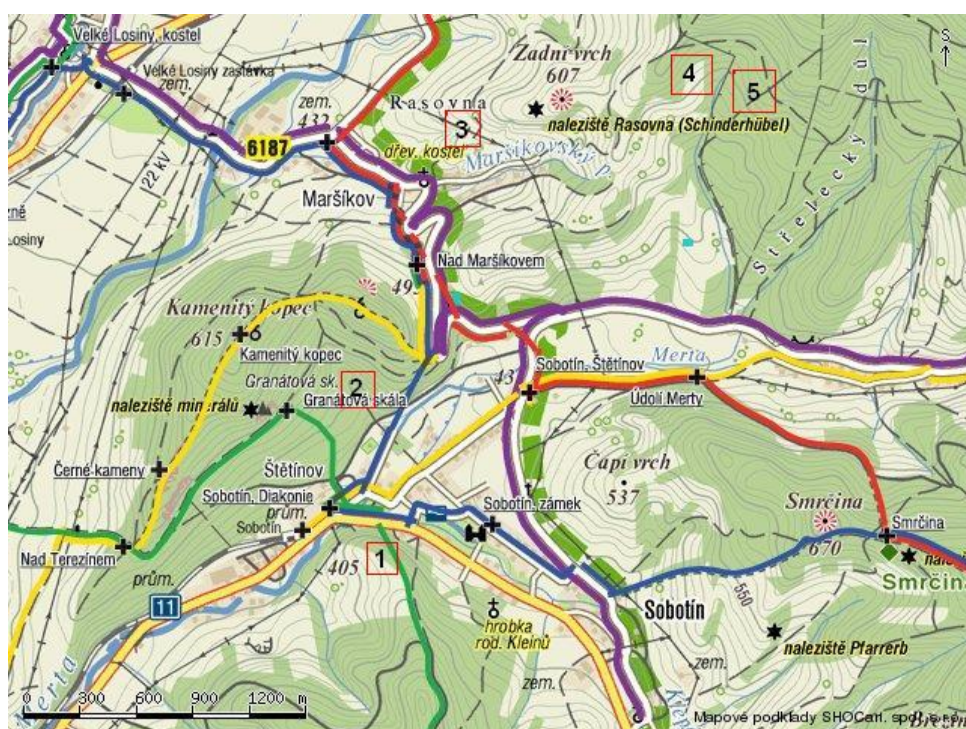 Velké Losiny, kostel
Velké Losiny zastávka
zem.
S
Zadní vrch
607
4
5
Střelecký
zem.
432
Rasovna
3
naleziště Rasovna (Schinderhübel)
6187
dřev. kostel
Maršíkovský p.
22 kV
Maršíkov
Losiny
Nad Maršíkovem
49
Kamenitý kopec
615
Kamenitý kopec
Merta
Sobotín, Štětínov
43
Granátová sk.
2
Údolí Merty
naleziště minerálů
Granátová skála
Štětínov
Čapí vrch
537
Černé kameny
Sobotín, Diakonie
prům.
Sobotín, zámek
Smrčina
670
Smrčina
Sobotín
Nad Terezínem
405
1
Smrčina
prům.
550
11
Sobotín
hrobka
rod. Kleinů
naleziště Pfarrerb
zem.
zem.
Merta
0 300 600 900 1200 m
Mapové podklady SHOCart, spol. s r.o.